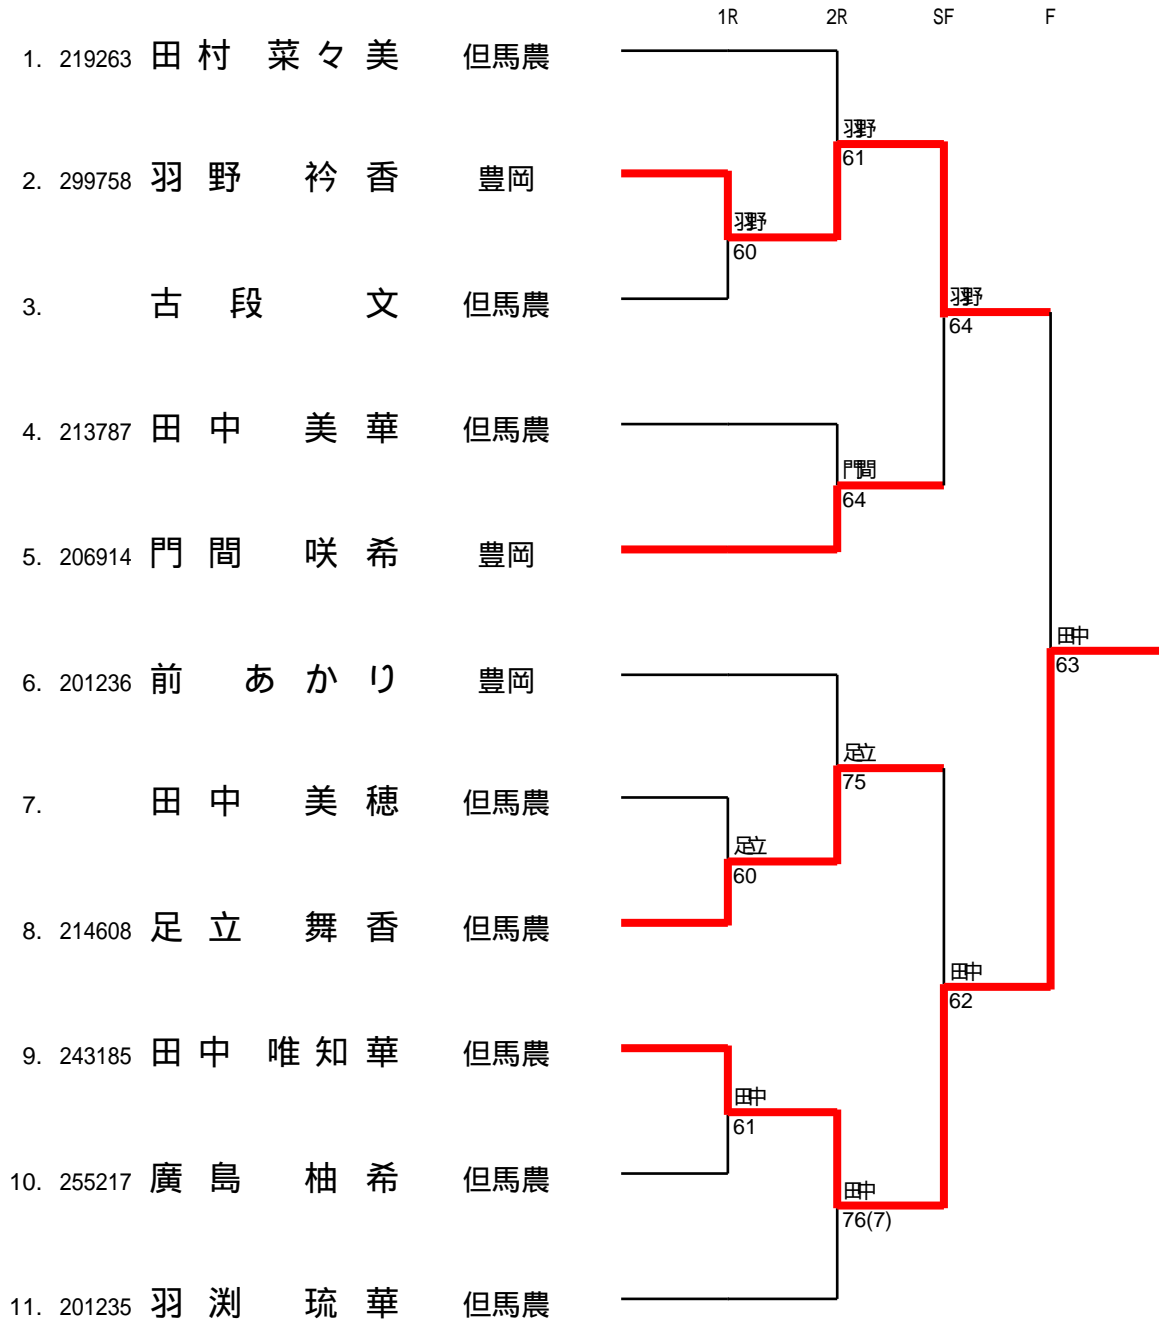 1R 2R SF F
1. 219263 田村 菜々美 但馬農
羽野
61
2. 299758 羽野 衿香 豊岡
羽野
60
3. 古段 文 但馬農
羽野
64
4. 213787 田中 美華 但馬農
門間
64
5. 206914 門間 咲希 豊岡
田中
63
6. 201236 前 あかり 豊岡
足立
75
7. 田中 美穂 但馬農
足立
60
8. 214608 足立 舞香 但馬農
田中
62
9. 243185 田中 唯知華 但馬農
田中
61
10. 255217 廣島 柚希 但馬農
田中
76(7)
11. 201235 羽渕 琉華 但馬農